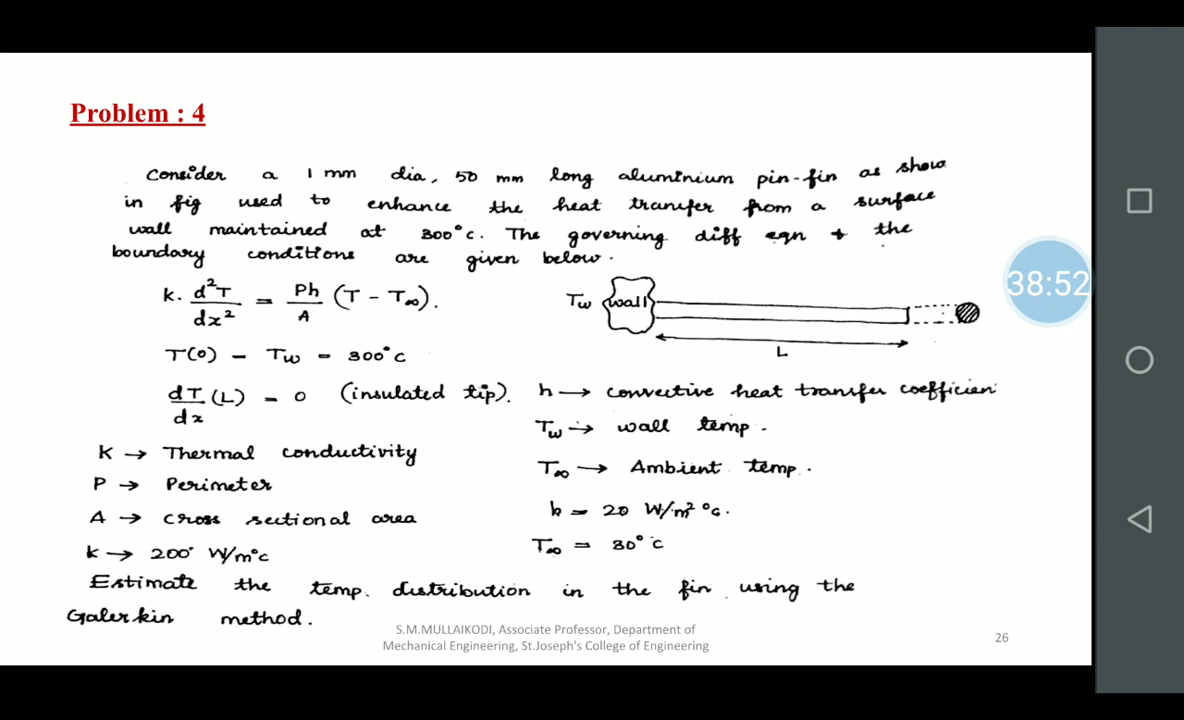 Problem : 4
Consider a 1 mm dia, 50 mm long aluminium pin-fin as show
in fig used to enhance the heat transfer from a surface
wall maintained at 300°C. The governing diff eqn & the
boundary conditions are given below.
k. d²T/dx² = Ph/A (T - T∞).
T(0) = Tw = 300°C
dT/dx (L) = 0 (insulated tip).
Tw wall
L
h → convective heat transfer coefficien
Tw → wall temp.
K → Thermal conductivity
P → Perimeter
T∞ → Ambient temp.
A → cross sectional area
h = 20 W/m² °C.
k → 200 W/m°C
T∞ = 30°C
Estimate the temp. distribution in the fin using the
Galerkin method.
S.M.MULLAIKODI, Associate Professor, Department of
Mechanical Engineering, St.Joseph's College of Engineering
26
38:52